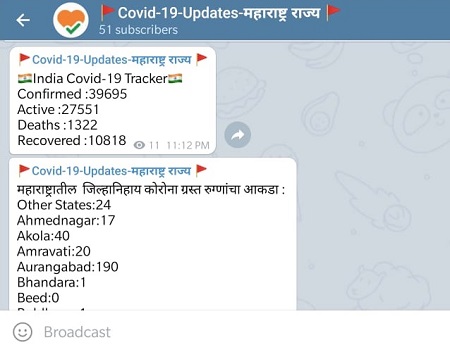 🚩Covid-19-Updates-महाराष्ट्र राज्य 🚩
51 subscribers
🚩Covid-19-Updates-महाराष्ट्र राज्य 🚩
🇮🇳India Covid-19 Tracker🇮🇳
Confirmed :39695
Active :27551
Deaths :1322
Recovered :10818 11 11:12 PM
🚩Covid-19-Updates-महाराष्ट्र राज्य 🚩
महाराष्ट्रातील जिल्हानिहाय कोरोना ग्रस्त रुग्णांचा आकडा :
Other States:24
Ahmednagar:17
Akola:40
Amravati:20
Aurangabad:190
Bhandara:1
Beed:0
Broadcast